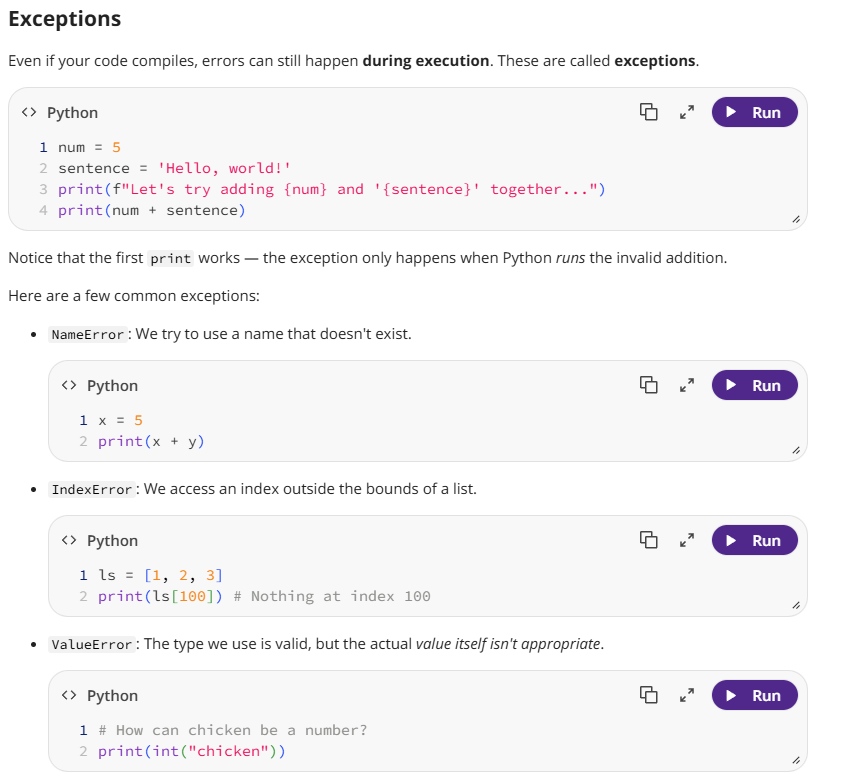 Exceptions
Even if your code compiles, errors can still happen during execution. These are called exceptions.
<> Python Run
1 num = 5
2 sentence = 'Hello, world!'
3 print(f"Let's try adding {num} and '{sentence}' together...")
4 print(num + sentence)
Notice that the first print works — the exception only happens when Python runs the invalid addition.
Here are a few common exceptions:
• NameError: We try to use a name that doesn't exist.
<> Python Run
1 x = 5
2 print(x + y)
• IndexError: We access an index outside the bounds of a list.
<> Python Run
1 ls = [1, 2, 3]
2 print(ls[100]) # Nothing at index 100
• ValueError: The type we use is valid, but the actual value itself isn't appropriate.
<> Python Run
1 # How can chicken be a number?
2 print(int("chicken"))